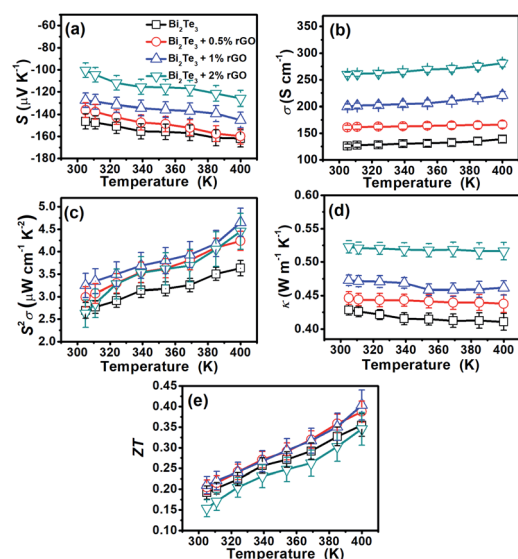 (a)
Bi₂Te₃
Bi₂Te₃ + 0.5% rGO
Bi₂Te₃ + 1% rGO
Bi₂Te₃ + 2% rGO
S (μV K⁻¹)
-60
-80
-100
-120
-140
-160
-180
300 320 340 360 380 400
Temperature (K)
(b)
σ (S cm⁻¹)
350
300
250
200
150
100
300 320 340 360 380 400
Temperature (K)
(c)
S²σ (μW cm⁻¹ K⁻²)
5.0
4.5
4.0
3.5
3.0
2.5
2.0
300 320 340 360 380 400
Temperature (K)
(d)
κ (W m⁻¹ K⁻¹)
0.60
0.55
0.50
0.45
0.40
300 320 340 360 380 400
Temperature (K)
(e)
ZT
0.45
0.40
0.35
0.30
0.25
0.20
0.15
0.10
300 320 340 360 380 400
Temperature (K)